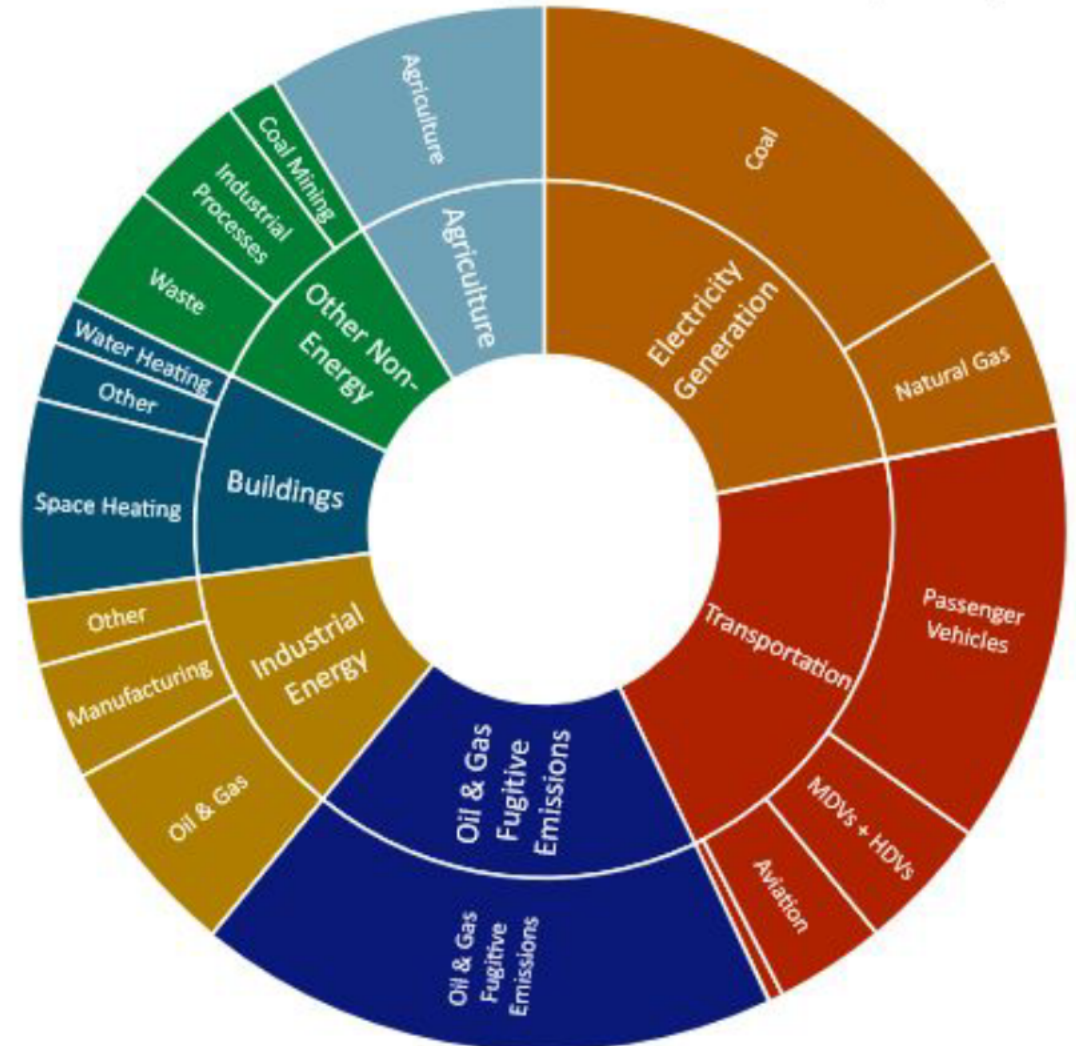 Agriculture
Coal
Coal Mining
Industrial
Processes
Agriculture
Waste
Other Non-
Energy
Electricity
Generation
Natural Gas
Water Heating
Other
Buildings
Space Heating
Passenger
Vehicles
Transportation
Other
Industrial
Energy
Manufacturing
Oil & Gas
Fugitive
Emissions
MDVs + HDVs
Oil & Gas
Aviation
Oil & Gas
Fugitive
Emissions